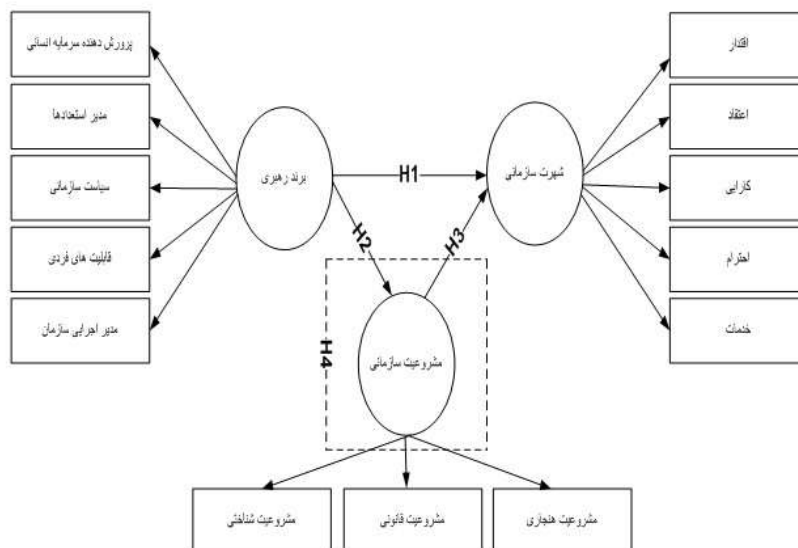 پرورش دهنده سرمایه انسانی
مدیر استعدادها
سیاست سازمانی
قابلیت های فردی
مدیر اجرایی سازمان
برند رهبری
H1
H2
H3
H4
شهرت سازمانی
مشروعیت سازمانی
اقتدار
اعتقاد
کارایی
احترام
خدمات
مشروعیت هنجاری
مشروعیت قانونی
مشروعیت شناختی